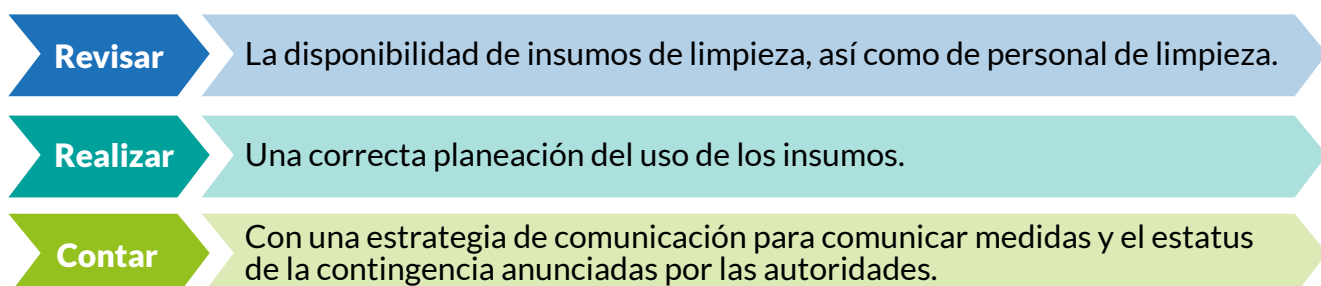 Revisar
La disponibilidad de insumos de limpieza, así como de personal de limpieza.
Realizar
Una correcta planeación del uso de los insumos.
Contar
Con una estrategia de comunicación para comunicar medidas y el estatus
de la contingencia anunciadas por las autoridades.